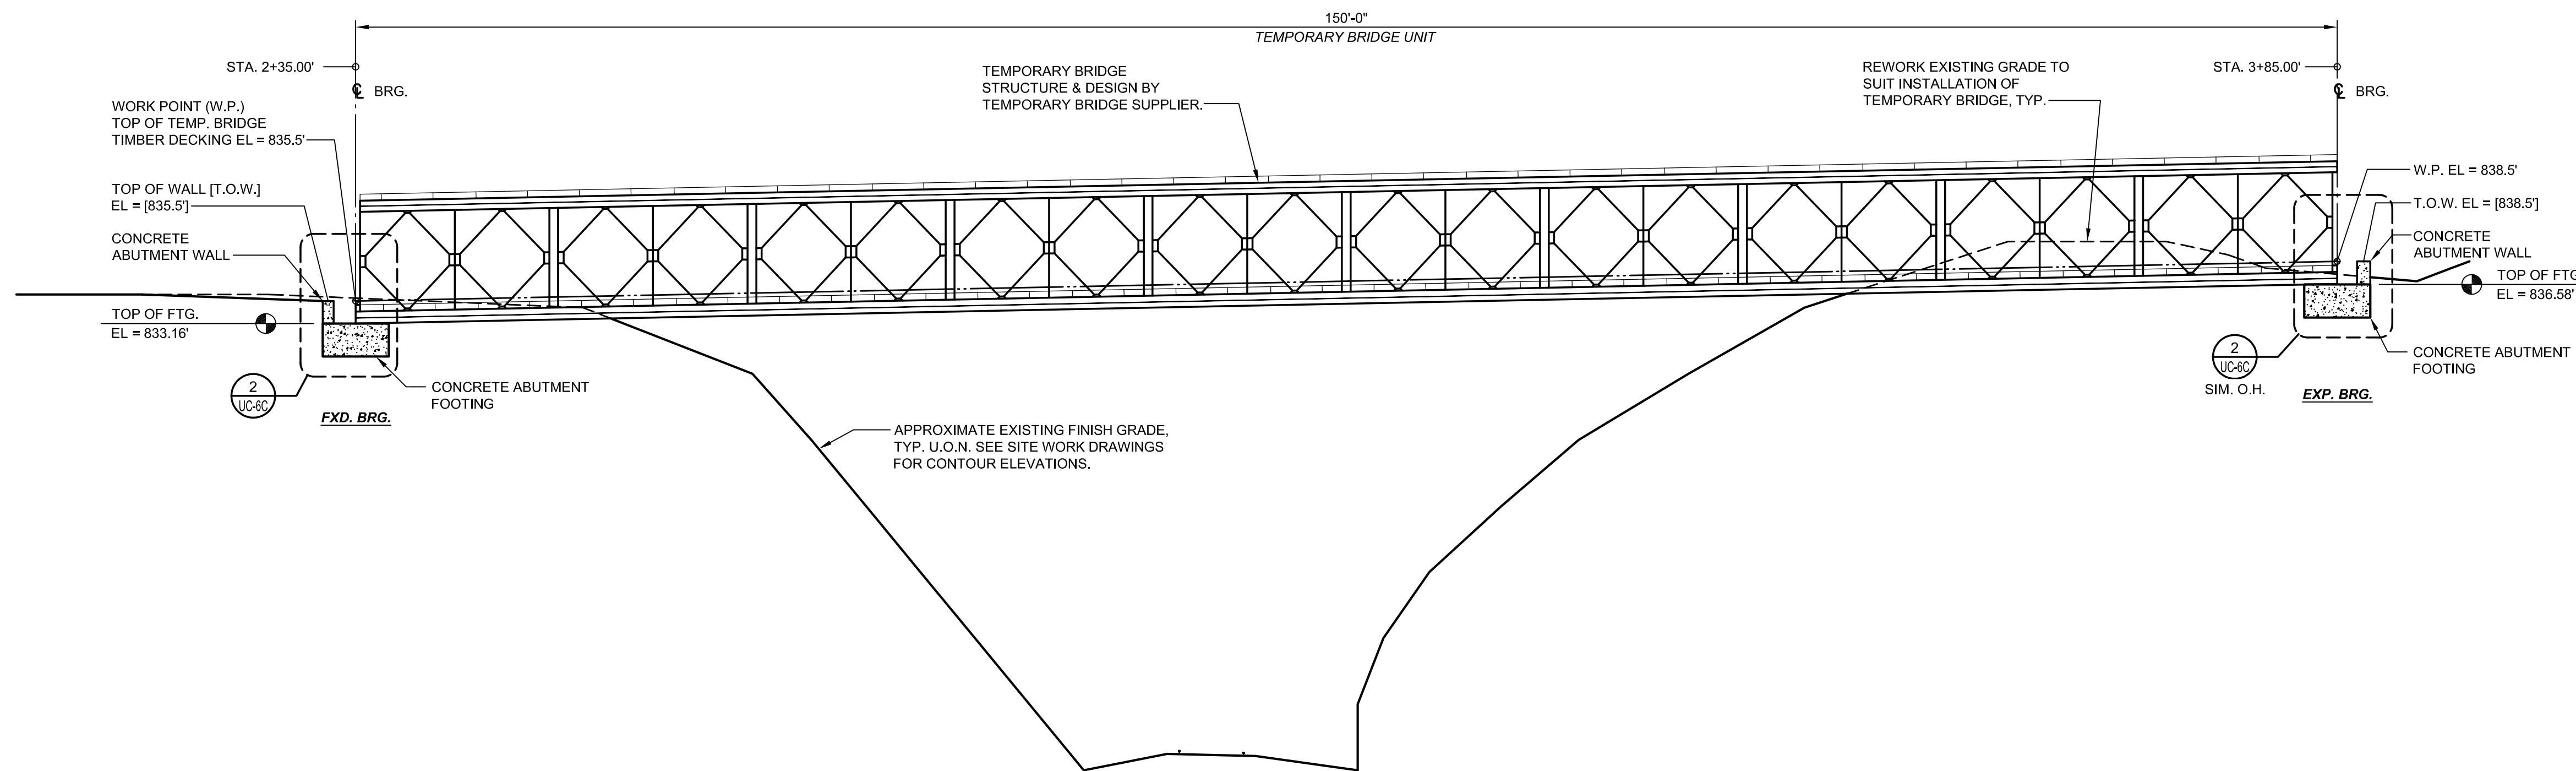 150'-0"
TEMPORARY BRIDGE UNIT
STA. 2+35.00'
℄ BRG.
WORK POINT (W.P.)
TOP OF TEMP. BRIDGE
TIMBER DECKING EL = 835.5'
TOP OF WALL [T.O.W.]
EL = [835.5']
CONCRETE
ABUTMENT WALL
TOP OF FTG.
EL = 833.16'
2
UC-6C
FXD. BRG.
CONCRETE ABUTMENT
FOOTING
TEMPORARY BRIDGE
STRUCTURE & DESIGN BY
TEMPORARY BRIDGE SUPPLIER.
APPROXIMATE EXISTING FINISH GRADE,
TYP. U.O.N. SEE SITE WORK DRAWINGS
FOR CONTOUR ELEVATIONS.
REWORK EXISTING GRADE TO
SUIT INSTALLATION OF
TEMPORARY BRIDGE, TYP.
STA. 3+85.00'
℄ BRG.
W.P. EL = 838.5'
T.O.W. EL = [838.5']
CONCRETE
ABUTMENT WALL
TOP OF FTG
EL = 836.58'
2
UC-6C
SIM. O.H.
EXP. BRG.
CONCRETE ABUTMENT
FOOTING